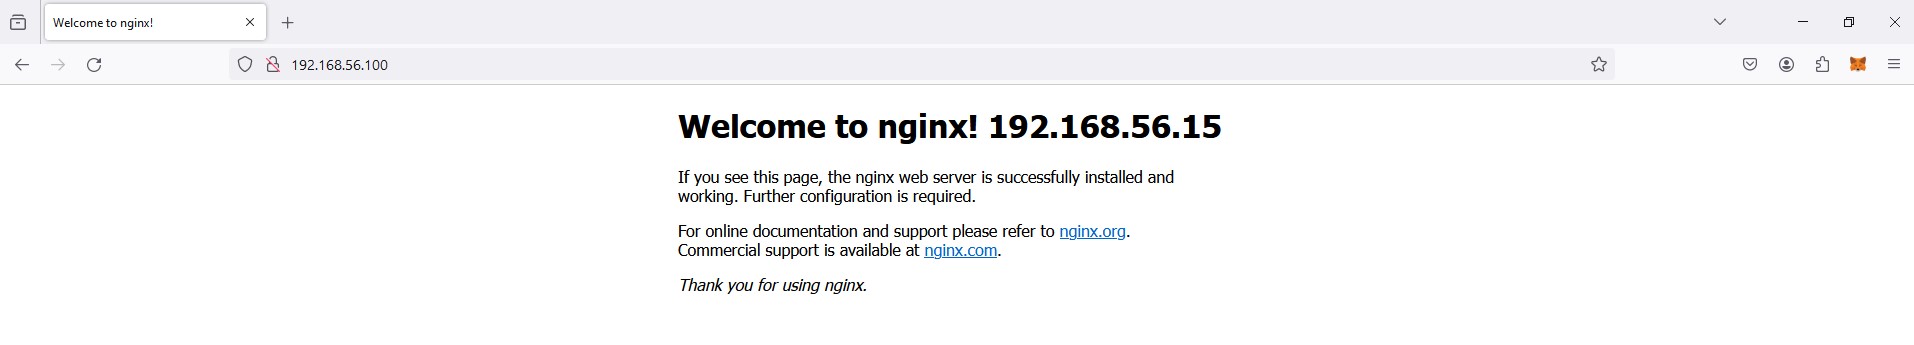 Welcome to nginx!
192.168.56.100
Welcome to nginx! 192.168.56.15
If you see this page, the nginx web server is successfully installed and
working. Further configuration is required.
For online documentation and support please refer to nginx.org.
Commercial support is available at nginx.com.
Thank you for using nginx.